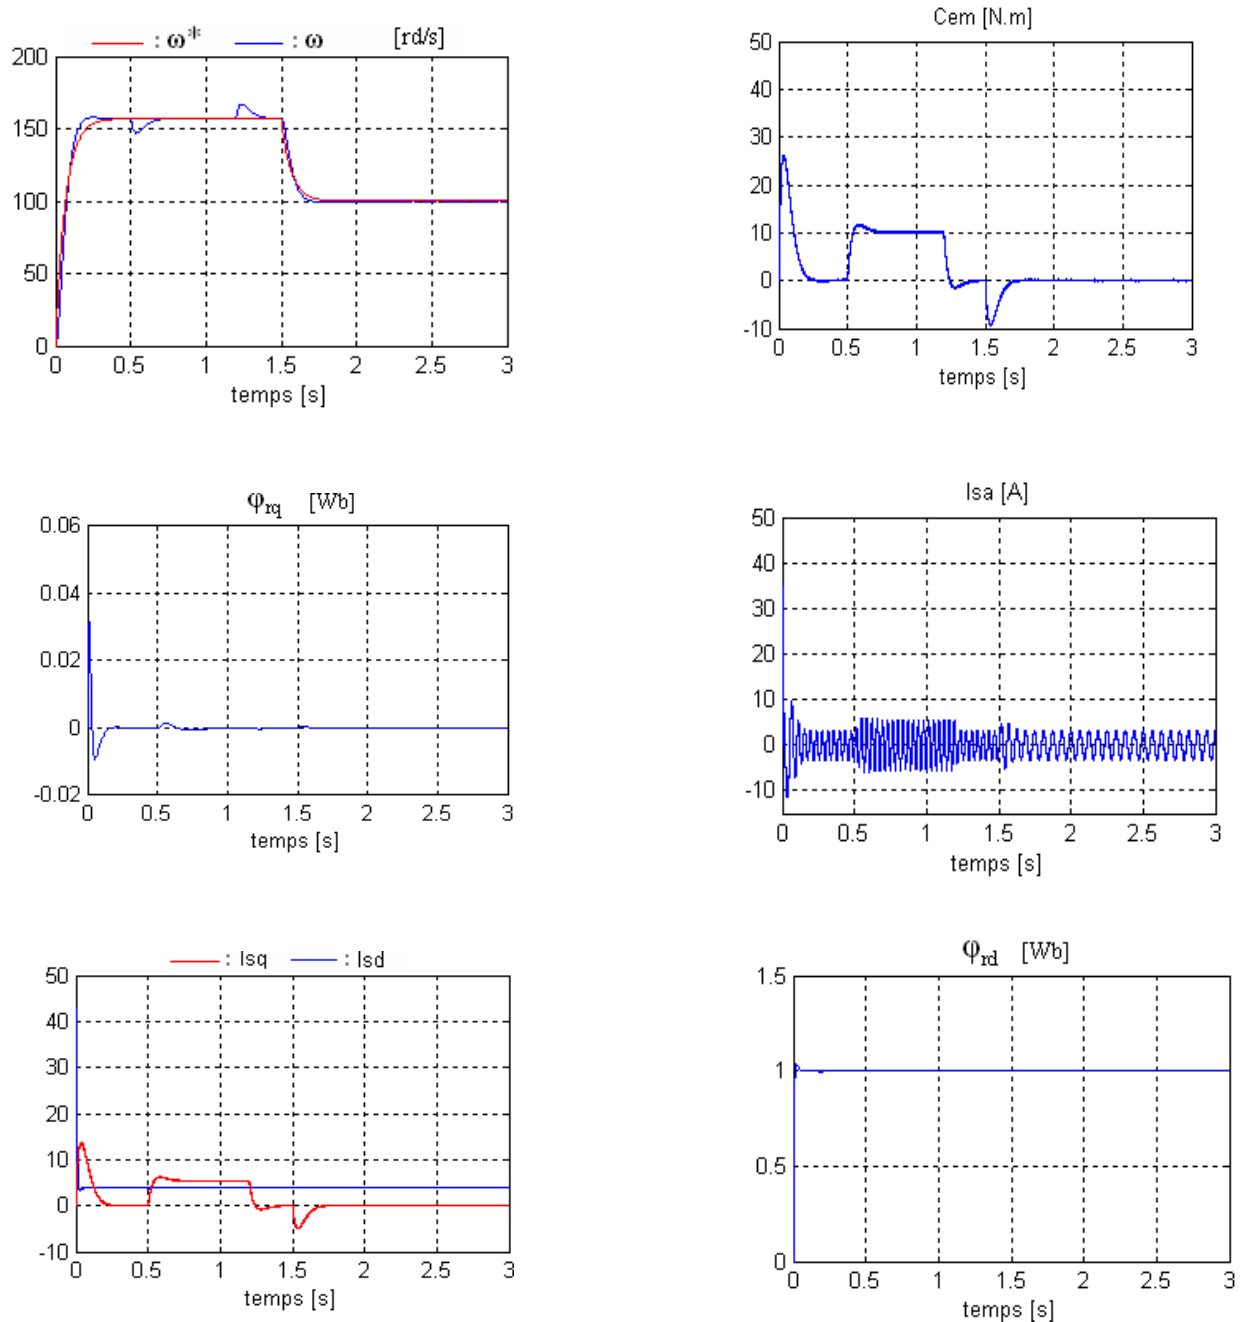 : ω* : ω [rd/s]
200
150
100
50
0
0 0.5 1 1.5 2 2.5 3
temps [s]
Cem [N.m]
50
40
30
20
10
0
-10
0 0.5 1 1.5 2 2.5 3
temps [s]
φrq [Wb]
0.06
0.04
0.02
0
-0.02
0 0.5 1 1.5 2 2.5 3
temps [s]
Isa [A]
50
40
30
20
10
0
-10
0 0.5 1 1.5 2 2.5 3
temps [s]
: Isq : Isd
50
40
30
20
10
0
-10
0 0.5 1 1.5 2 2.5 3
temps [s]
φrd [Wb]
1.5
1
0.5
0
0 0.5 1 1.5 2 2.5 3
temps [s]